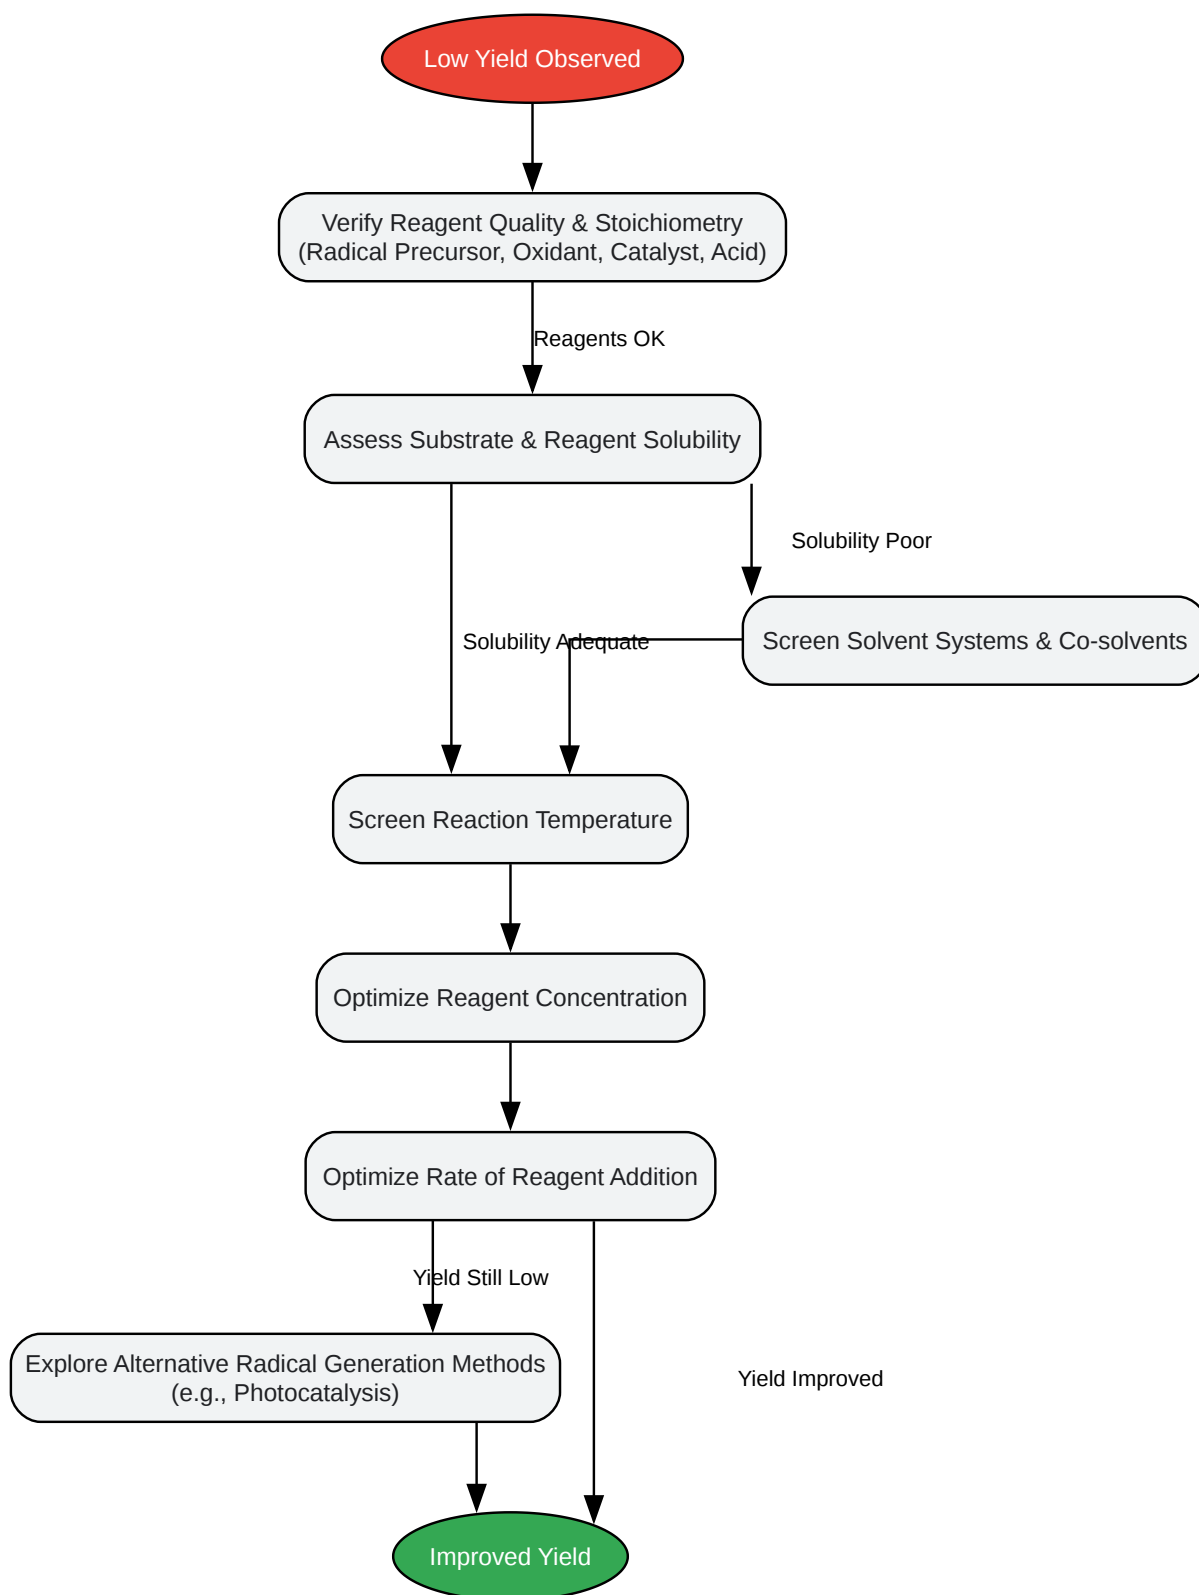 Low Yield Observed
Verify Reagent Quality & Stoichiometry
(Radical Precursor, Oxidant, Catalyst, Acid)
Reagents OK
Assess Substrate & Reagent Solubility
Solubility Poor
Solubility Adequate
Screen Solvent Systems & Co-solvents
Screen Reaction Temperature
Optimize Reagent Concentration
Optimize Rate of Reagent Addition
Yield Still Low
Explore Alternative Radical Generation Methods
(e.g., Photocatalysis)
Yield Improved
Improved Yield